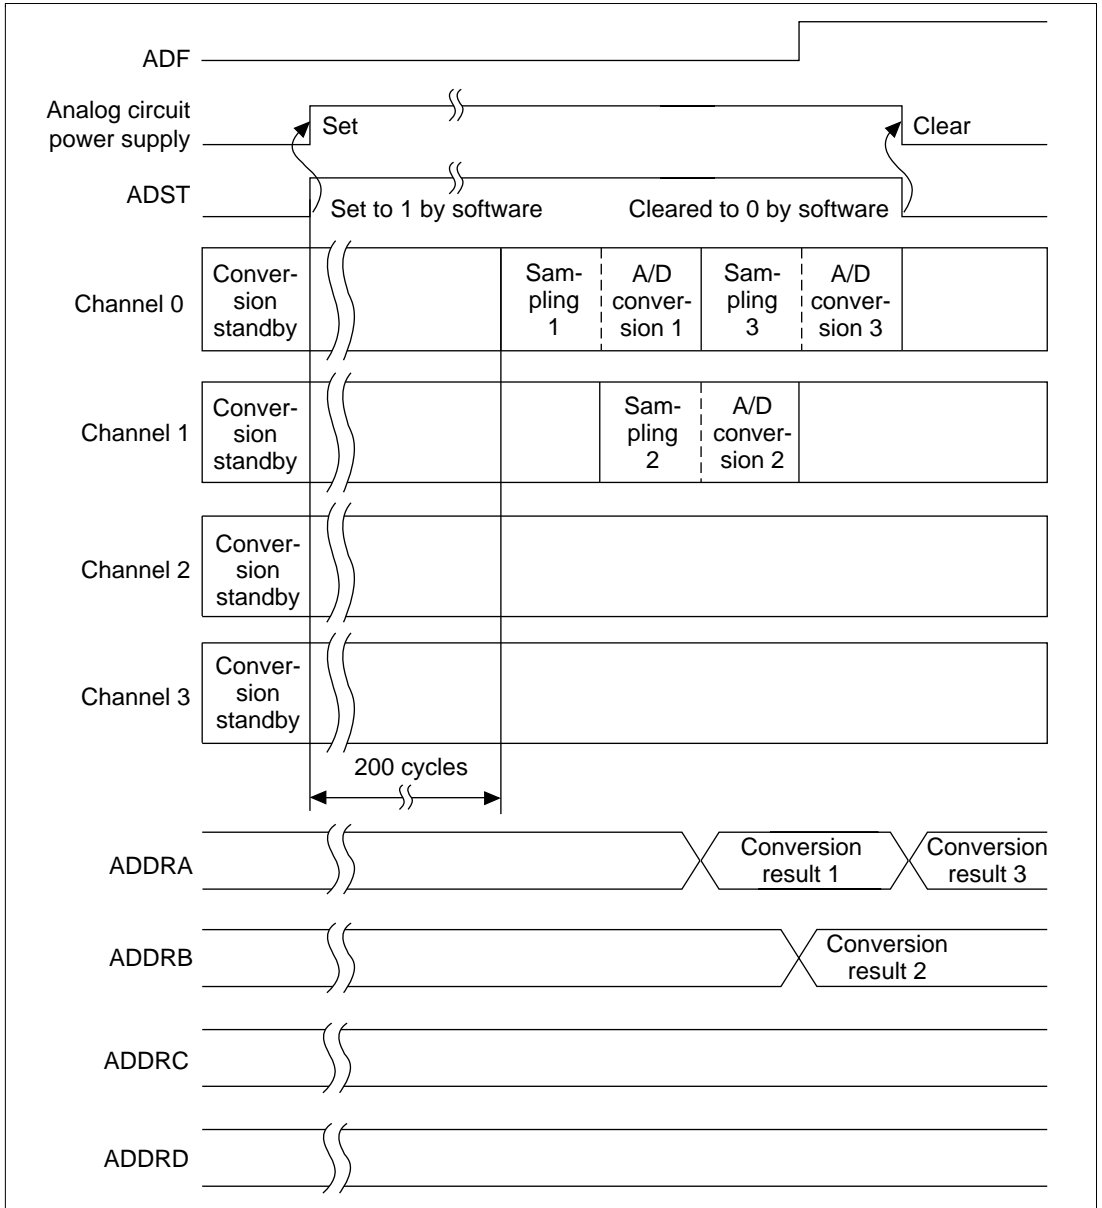 ADF
Analog circuit
power supply
Set
Clear
ADST
Set to 1 by software
Cleared to 0 by software
Channel 0
Conver-
sion
standby
Sam-
pling
1
A/D
conver-
sion 1
Sam-
pling
3
A/D
conver-
sion 3
Channel 1
Conver-
sion
standby
Sam-
pling
2
A/D
conver-
sion 2
Channel 2
Conver-
sion
standby
Channel 3
Conver-
sion
standby
200 cycles
ADDRA
Conversion
result 1
Conversion
result 3
ADDRB
Conversion
result 2
ADDRC
ADDRD